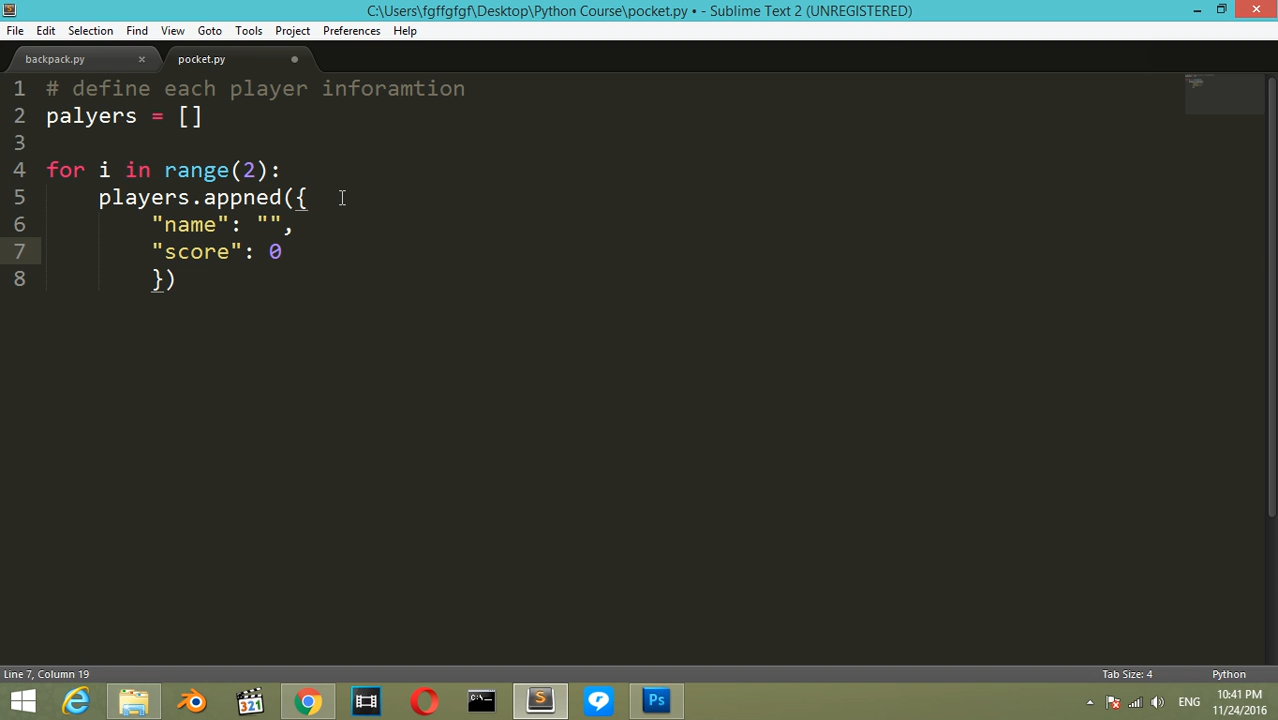 C:\Users\fgffgfgf\Desktop\Python Course\pocket.py • - Sublime Text 2 (UNREGISTERED)
File Edit Selection Find View Goto Tools Project Preferences Help
backpack.py × pocket.py
1 # define each player inforamtion
2 palyers = []
3
4 for i in range(2):
5 players.appned({
6 "name": "",
7 "score": 0
8 })
Line 7, Column 19 Tab Size: 4 Python
321 C:\ S Ps ENG 10:41 PM
11/24/2016